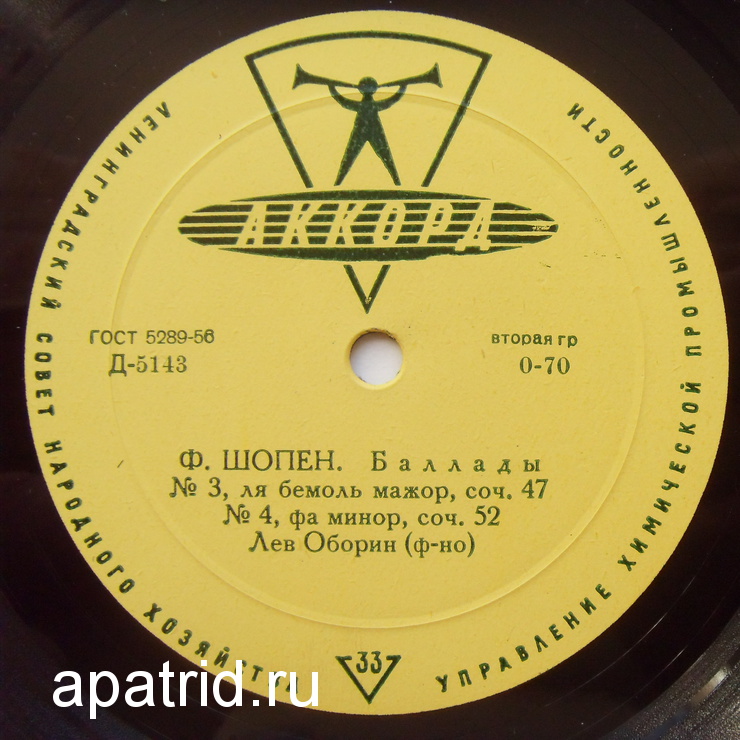 ЛЕНИНГРАДСКИЙ СОВЕТ НАРОДНОГО ХОЗЯЙСТВА
УПРАВЛЕНИЕ ХИМИЧЕСКОЙ ПРОМЫШЛЕННОСТИ
АККОРД
ГОСТ 5289-56
вторая гр
Д-5143
0-70
Ф. ШОПЕН. Баллады
№ 3, ля бемоль мажор, соч. 47
№ 4, фа минор, соч. 52
Лев Оборин (ф-но)
33
apatrid.ru